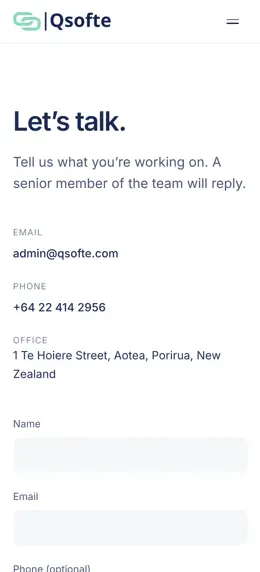 Qsofte
Let’s talk.
Tell us what you’re working on. A
senior member of the team will reply.
EMAIL
admin@qsofte.com
PHONE
+64 22 414 2956
OFFICE
1 Te Hoiere Street, Aotea, Porirua, New
Zealand
Name
Email
Phone (optional)